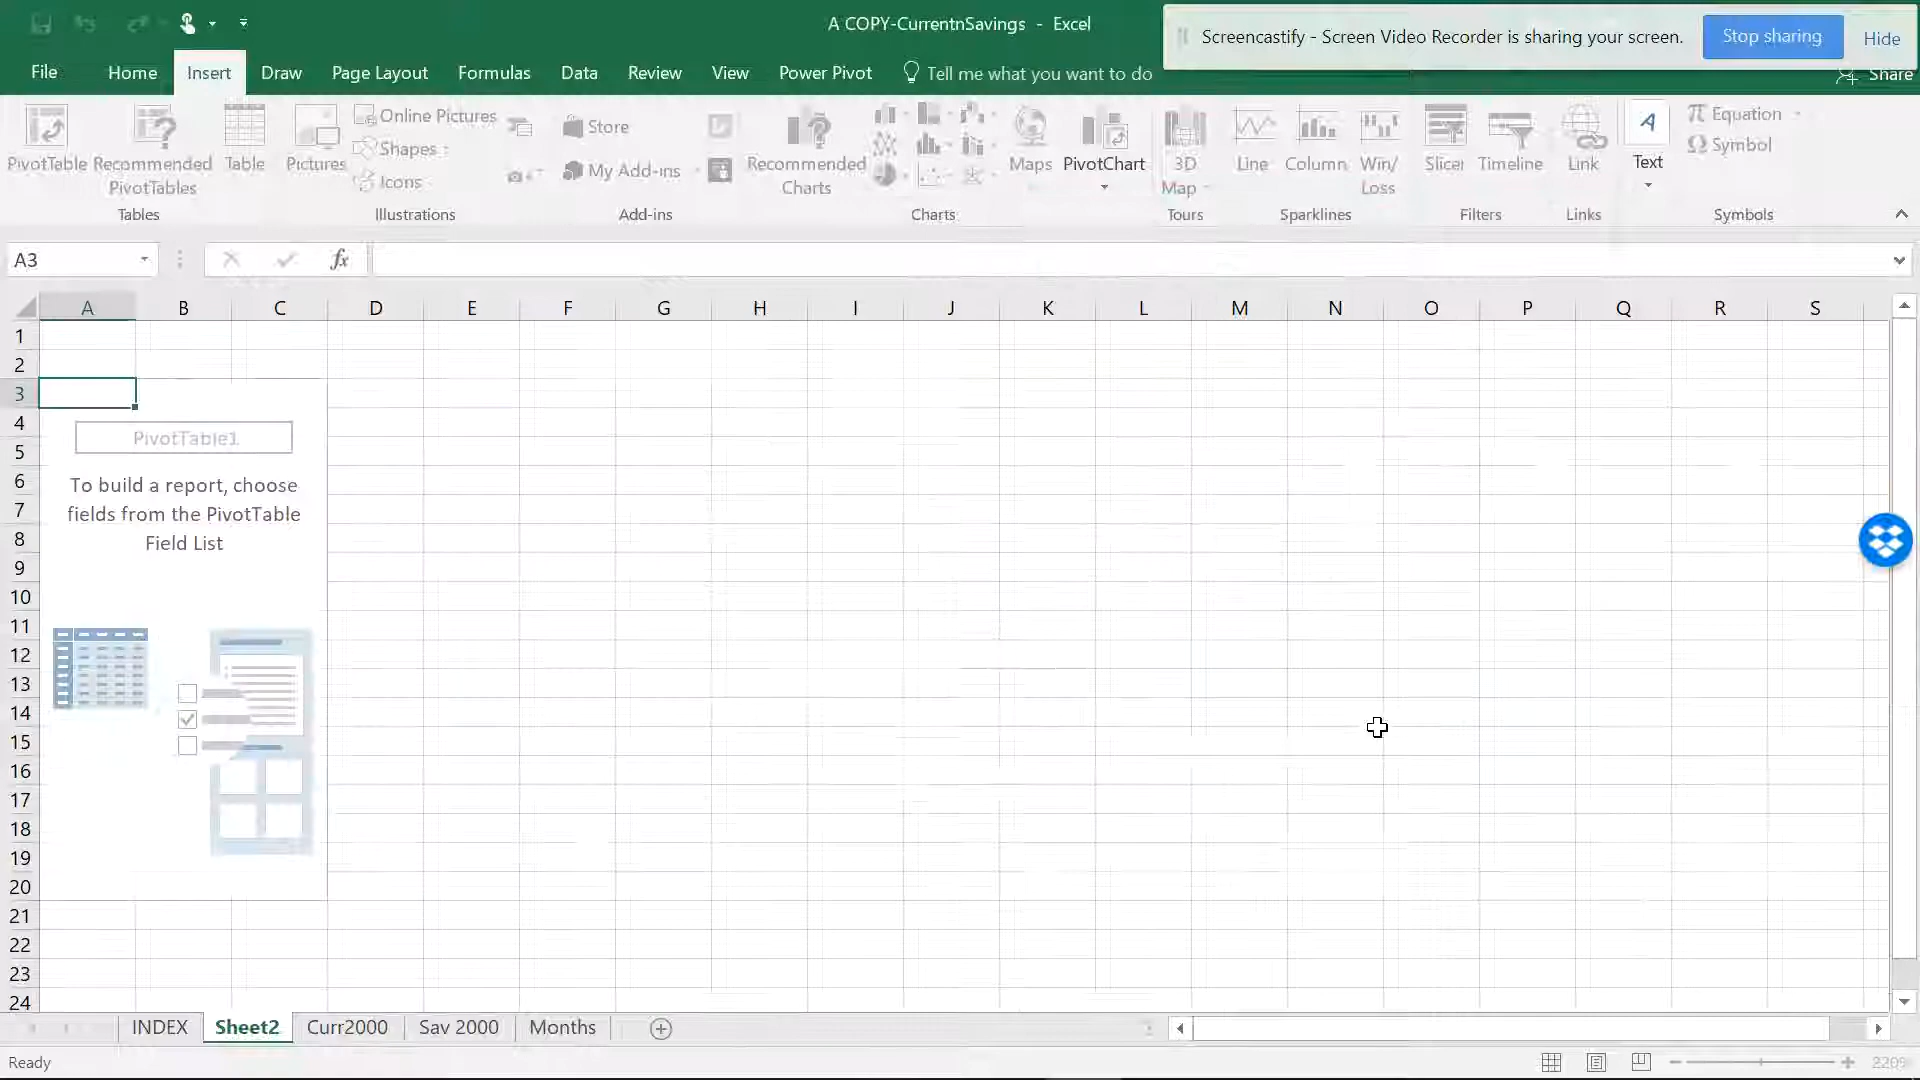 A COPY-CurrentnSavings - Excel
Screencastify - Screen Video Recorder is sharing your screen.
Stop sharing
Hide
File Home Insert Draw Page Layout Formulas Data Review View Power Pivot Tell me what you want to do
Share
PivotTable
Recommended PivotTables
Table
Tables
Pictures
Online Pictures
Shapes
Icons
Illustrations
Store
My Add-ins
Add-ins
Recommended Charts
Maps
PivotChart
Charts
3D Map
Tours
Line
Column
Win/ Loss
Sparklines
Slicer
Timeline
Filters
Link
Links
Text
Equation
Symbol
Symbols
A3
fx
A B C D E F G H I J K L M N O P Q R S
1
2
3
4
5
6
7
8
9
10
11
12
13
14
15
16
17
18
19
20
21
22
23
24
PivotTable1
To build a report, choose
fields from the PivotTable
Field List
INDEX Sheet2 Curr2000 Sav 2000 Months
Ready